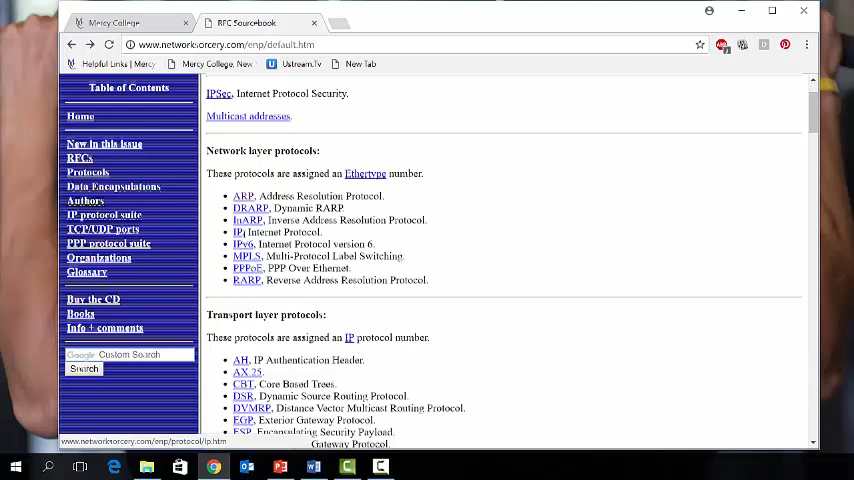 Mercy College
RFC Sourcebook
www.networksorcery.com/enp/default.htm
Helpful Links | Mercy
Mercy College, New
Ustream.Tv
New Tab
Table of Contents
Home
New in this issue
RFCs
Protocols
Data Encapsulations
Authors
IP protocol suite
TCP/UDP ports
PPP protocol suite
Organizations
Glossary
Buy the CD
Books
Info + comments
Google Custom Search
Search
IPSec, Internet Protocol Security.
Multicast addresses.
Network layer protocols:
These protocols are assigned an Ethertype number.
ARP, Address Resolution Protocol.
DRARP, Dynamic RARP.
InARP, Inverse Address Resolution Protocol.
IP, Internet Protocol.
IPv6, Internet Protocol version 6.
MPLS, Multi-Protocol Label Switching.
PPPoE, PPP Over Ethernet.
RARP, Reverse Address Resolution Protocol.
Transport layer protocols:
These protocols are assigned an IP protocol number.
AH, IP Authentication Header.
AX.25.
CBT, Core Based Trees.
DSR, Dynamic Source Routing Protocol.
DVMRP, Distance Vector Multicast Routing Protocol.
EGP, Exterior Gateway Protocol.
ESP, Encapsulating Security Payload.
Gateway Protocol.
www.networksorcery.com/enp/protocol/ip.htm